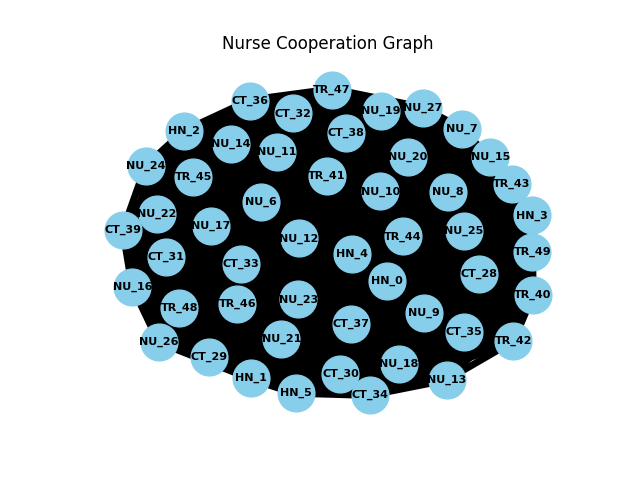 Nurse Cooperation Graph
TR_47
CT_36
NU_27
NU_19
CT_32
NU_7
HN_2
CT_38
NU_14
NU_11
NU_20
NU_15
NU_24
TR_45
TR_41
TR_43
NU_10
NU_8
NU_6
NU_22
HN_3
NU_17
CT_39
NU_25
TR_44
NU_12
TR_49
HN_4
CT_31
CT_33
CT_28
HN_0
NU_16
TR_40
NU_23
TR_46
TR_48
NU_9
CT_37
CT_35
NU_21
TR_42
NU_26
CT_29
NU_18
CT_30
HN_1
NU_13
HN_5
CT_34